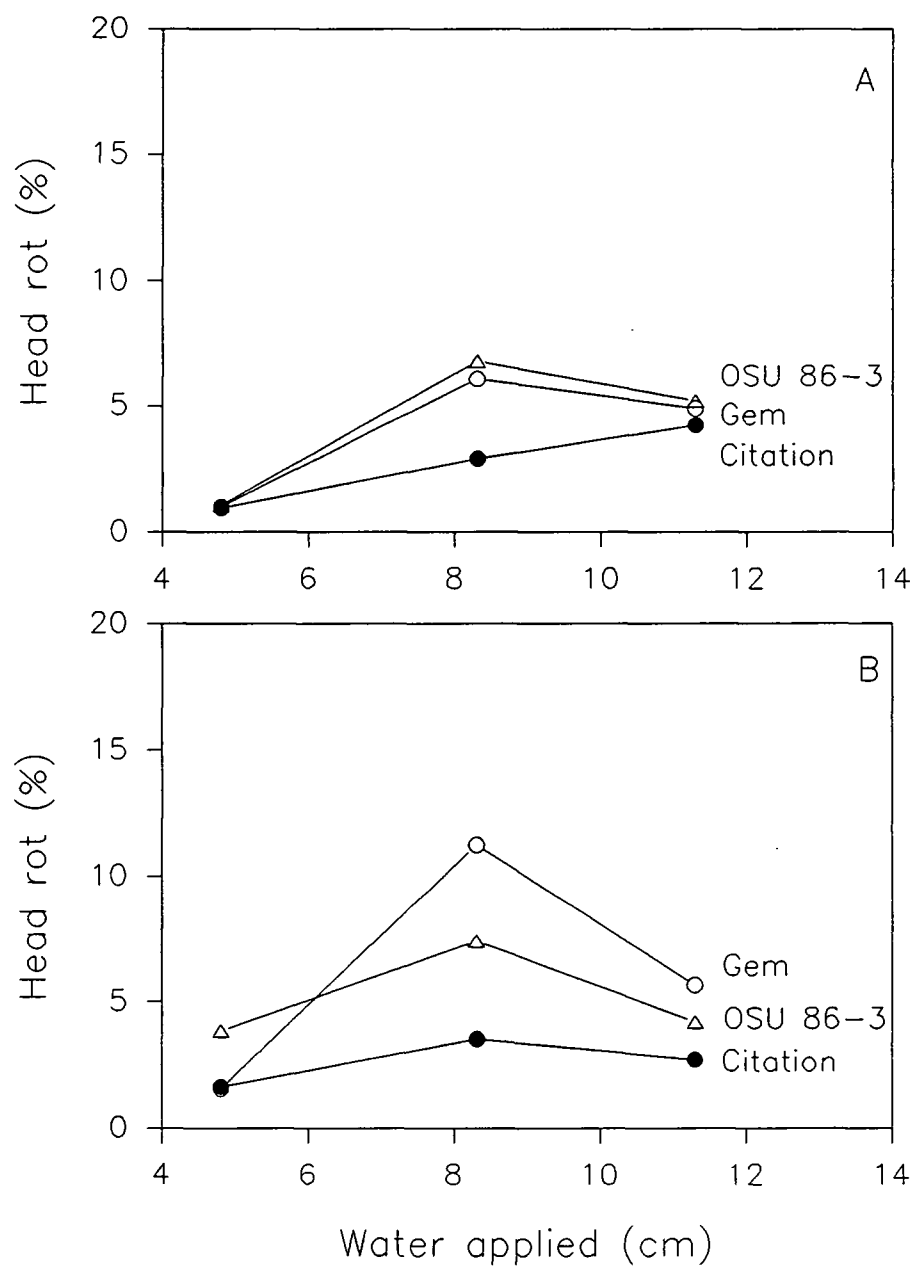 20
A
15
Head rot (%)
10
OSU 86-3
5
Gem
Citation
0
4 6 8 10 12 14
20
B
15
Head rot (%)
10
Gem
5
OSU 86-3
Citation
0
4 6 8 10 12 14
Water applied (cm)